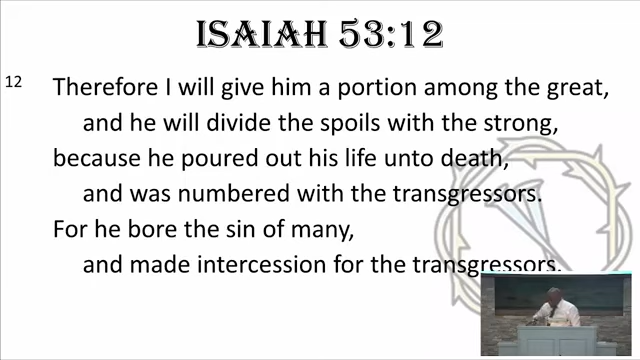 ISAIAH 53:12
12 Therefore I will give him a portion among the great,
and he will divide the spoils with the strong,
because he poured out his life unto death,
and was numbered with the transgressors.
For he bore the sin of many,
and made intercession for the transgressors.